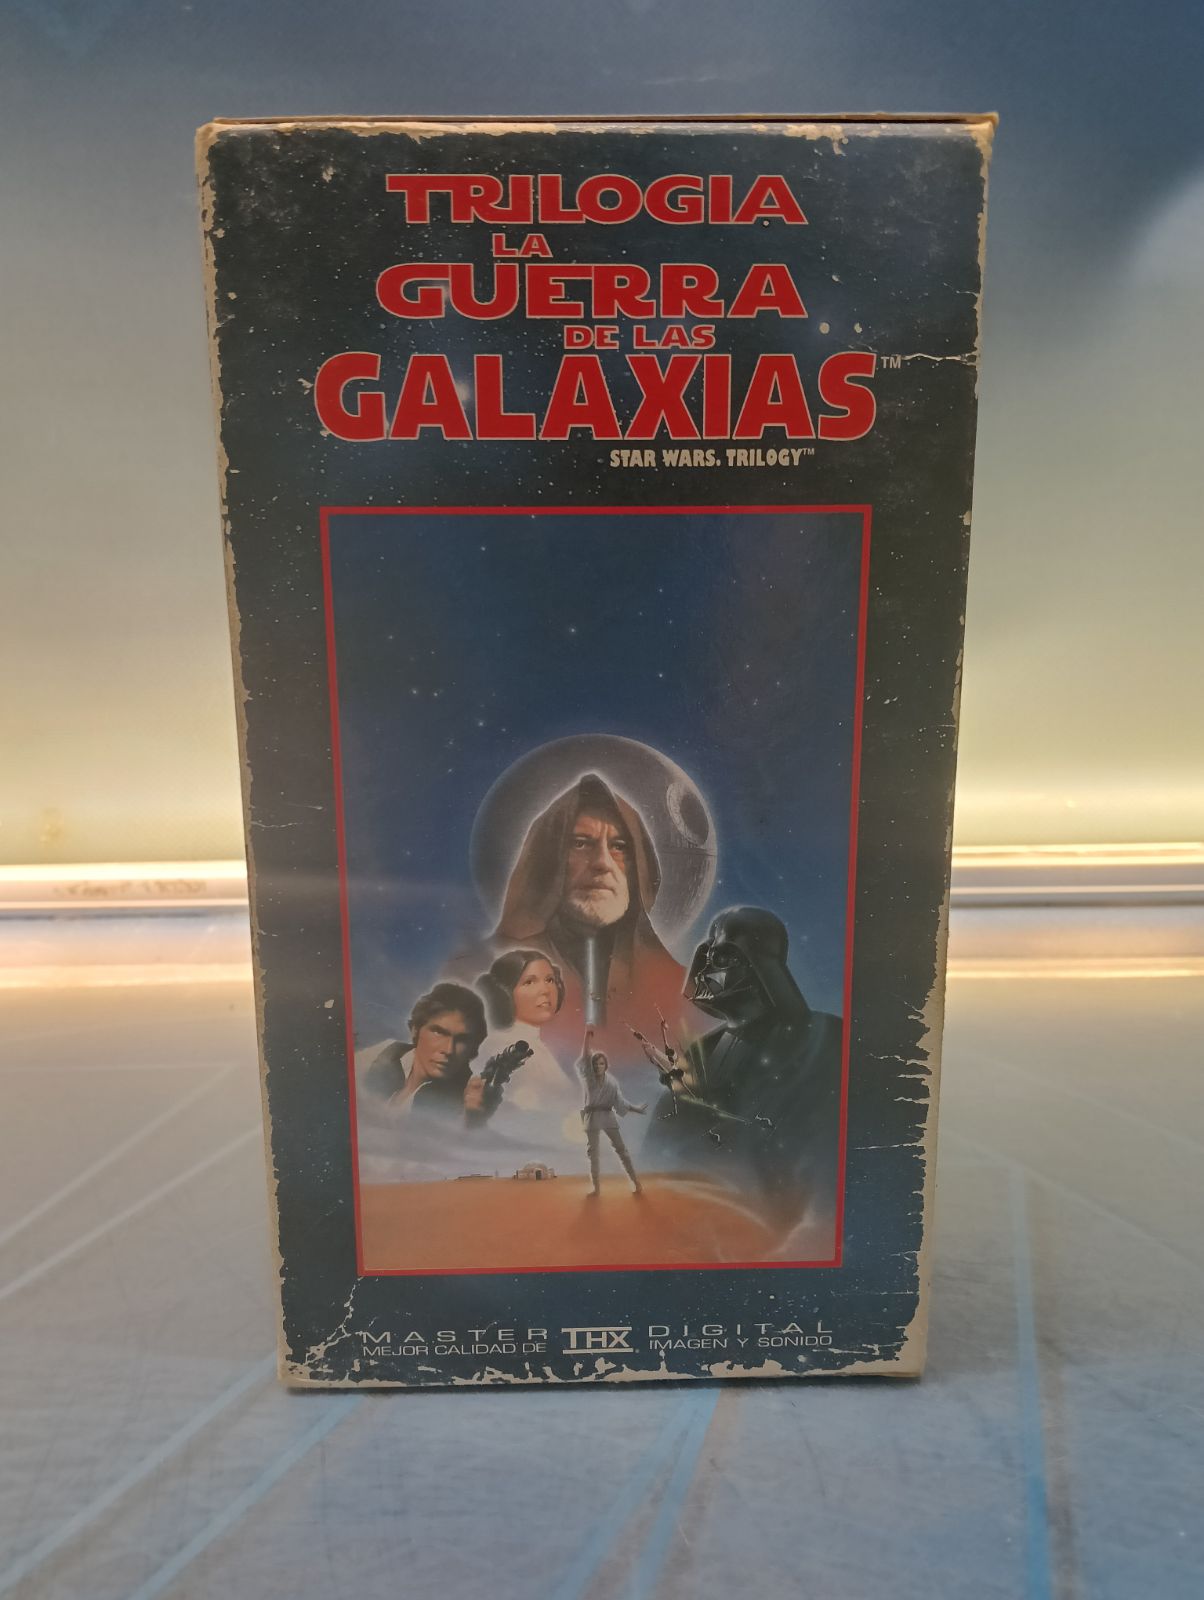 TRILOGIA
LA
GUERRA
DE LAS
GALAXIAS™
STAR WARS. TRILOGY™
MASTER THX DIGITAL
MEJOR CALIDAD DE IMAGEN Y SONIDO